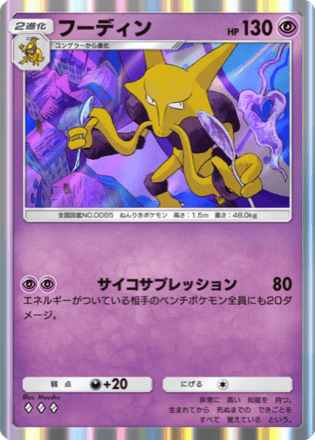 2進化
フーディン
HP 130
ユンゲラーから進化
全国図鑑NO.0065 ねんりきポケモン 高さ：1.5m 重さ：48.0kg
サイコサプレッション 80
エネルギーがついている相手のベンチポケモン全員にも20ダ
メージ。
弱点 +20 にげる
Illus. Mousho
非常に 高い 知能を 持つ。
生まれてから 死ぬまでの できごとを す
べて 覚えている という。